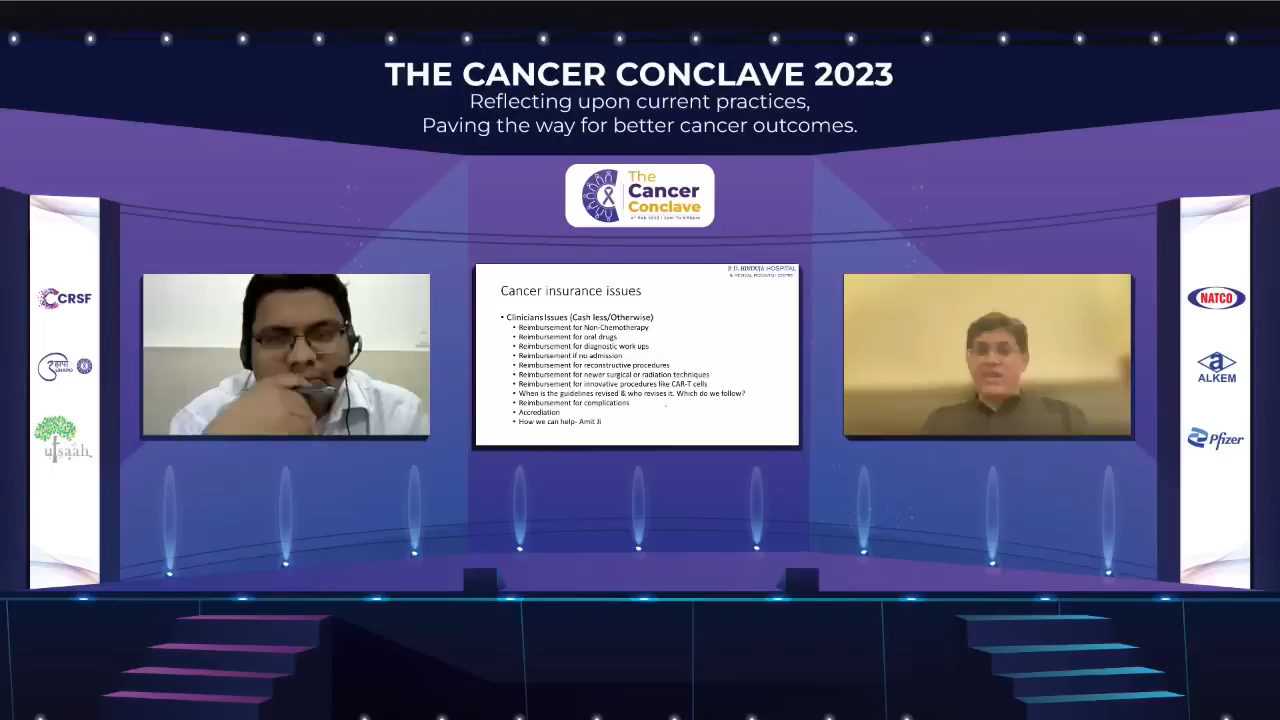 THE CANCER CONCLAVE 2023
Reflecting upon current practices,
Paving the way for better cancer outcomes.
The
Cancer
Conclave
P. D. HINDUJA HOSPITAL
& MEDICAL RESEARCH CENTRE
Cancer insurance issues
• Clinicians Issues (Cash less/Otherwise)
• Reimbursement for Non-Chemotherapy
• Reimbursement for oral drugs
• Reimbursement for diagnostic work ups
• Reimbursement if no admission
• Reimbursement for reconstructive procedures
• Reimbursement for newer surgical or radiation techniques
• Reimbursement for innovative procedures like CAR-T cells
• When is the guidelines revised & who revises it. Which do we follow?
• Reimbursement for complications
• Accrediation
• How we can help- Amit Ji
CCRSF
utsaah
NATCO
ALKEM
Pfizer